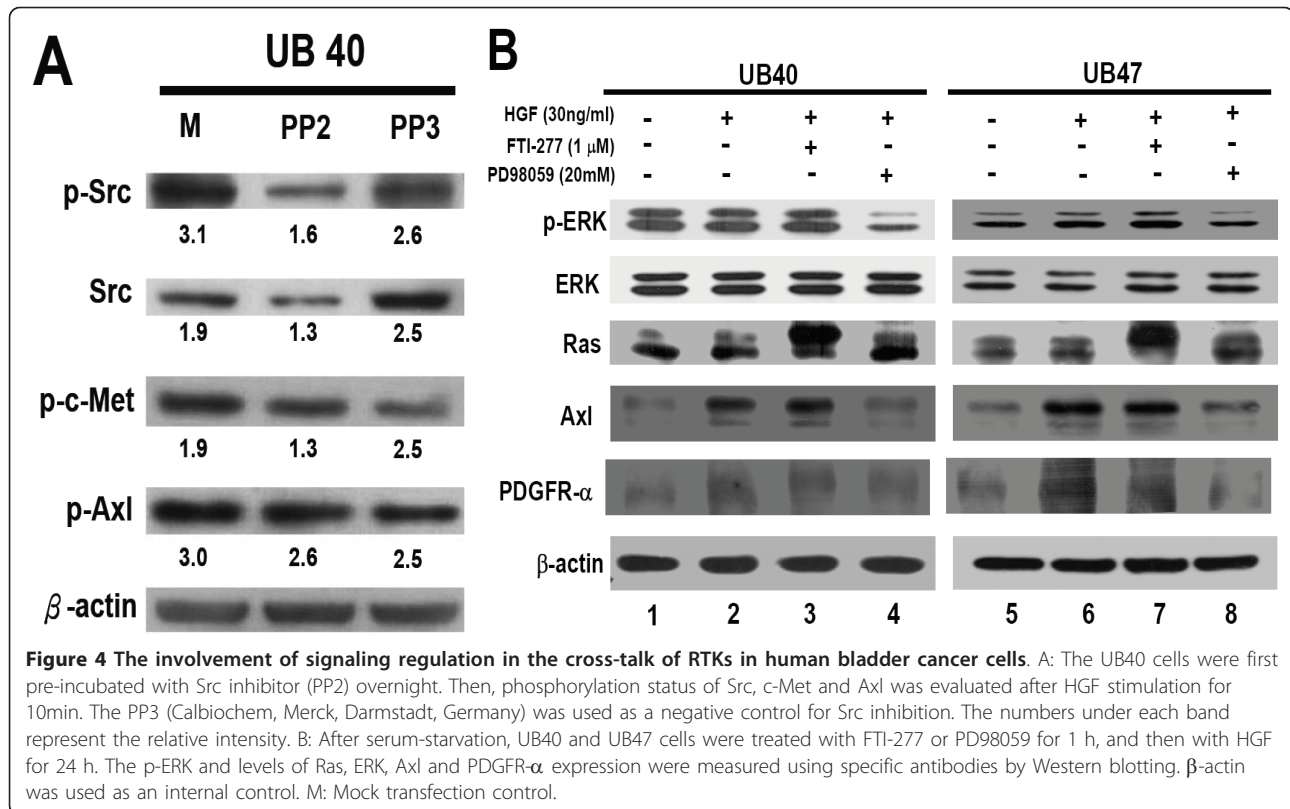 A
UB 40
M PP2 PP3
p-Src
3.1 1.6 2.6
Src
1.9 1.3 2.5
p-c-Met
1.9 1.3 2.5
p-Axl
3.0 2.6 2.5
β-actin
B
UB40 UB47
HGF (30ng/ml) - + + + - + + +
FTI-277 (1 μM) - - + - - - + -
PD98059 (20mM) - - - + - - - +
p-ERK
ERK
Ras
Axl
PDGFR-α
β-actin
1 2 3 4 5 6 7 8
Figure 4 The involvement of signaling regulation in the cross-talk of RTKs in human bladder cancer cells. A: The UB40 cells were first
pre-incubated with Src inhibitor (PP2) overnight. Then, phosphorylation status of Src, c-Met and Axl was evaluated after HGF stimulation for
10min. The PP3 (Calbiochem, Merck, Darmstadt, Germany) was used as a negative control for Src inhibition. The numbers under each band
represent the relative intensity. B: After serum-starvation, UB40 and UB47 cells were treated with FTI-277 or PD98059 for 1 h, and then with HGF
for 24 h. The p-ERK and levels of Ras, ERK, Axl and PDGFR-α expression were measured using specific antibodies by Western blotting. β-actin
was used as an internal control. M: Mock transfection control.